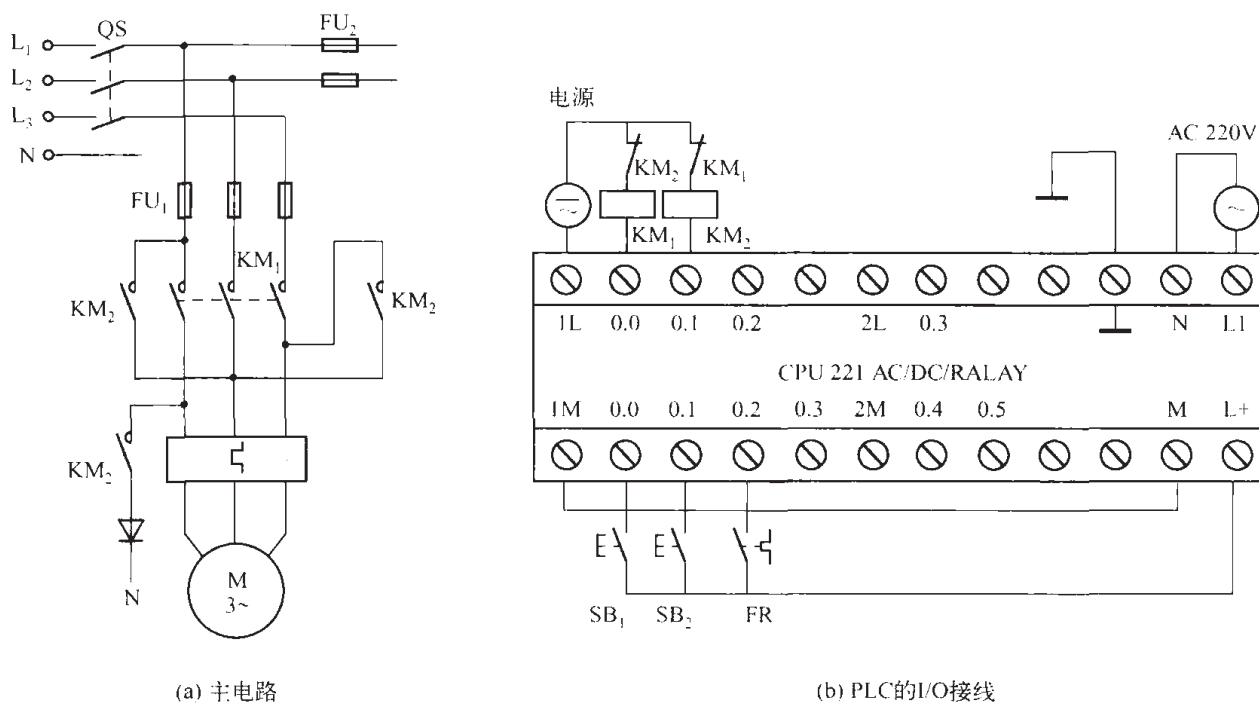 L₁ QS FU₂
L₂
L₃
N
FU₁
KM₁
KM₂ KM₂
KM₂
N
M
3~
(a) 主电路
电源 AC 220V
KM₂ KM₁
KM₁ KM₂
1L 0.0 0.1 0.2 2L 0.3 N L1
CPU 221 AC/DC/RALAY
1M 0.0 0.1 0.2 0.3 2M 0.4 0.5 M L+
SB₁ SB₂ FR
(b) PLC的I/O接线